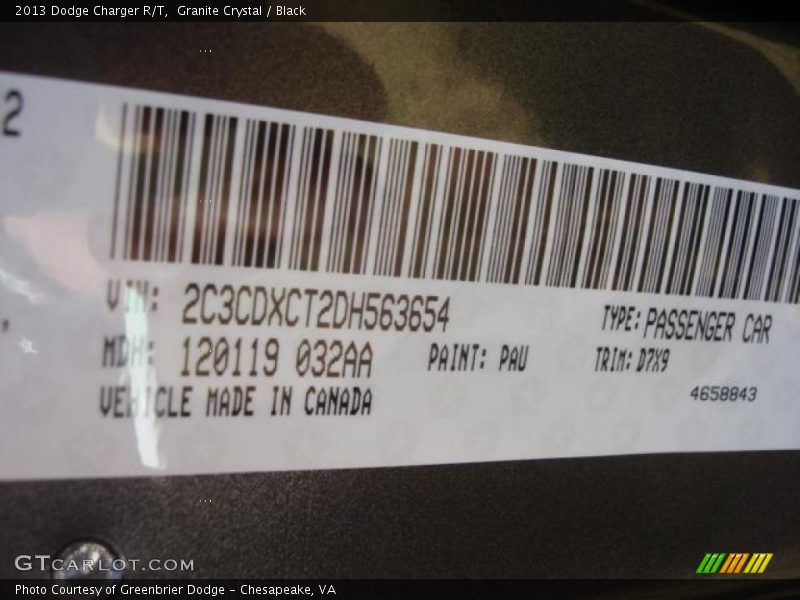 2013 Dodge Charger R/T,  Granite Crystal / Black
2
VIN: 2C3CDXCT2DH563654
TYPE: PASSENGER CAR
MDH: 120119 032AA
PAINT: PAU
TRIM: D7X9
VEHICLE MADE IN CANADA
4658843
GTCARLOT.COM
Photo Courtesy of Greenbrier Dodge - Chesapeake, VA